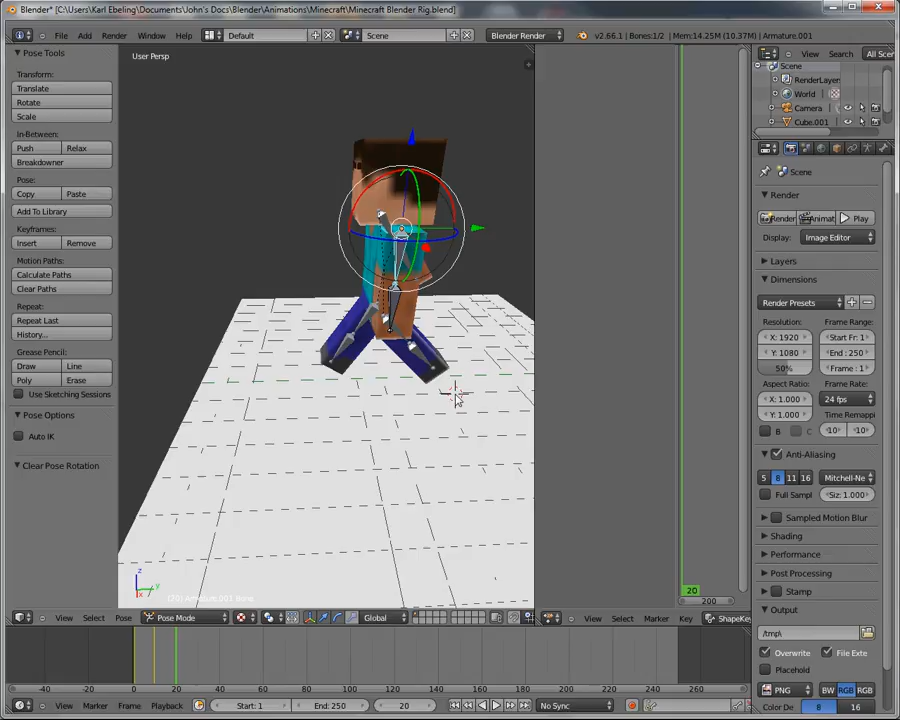 Blender* [C:\Users\Karl Ebeling\Documents\John's Docs\Blender\Animations\Minecraft\Minecraft Blender Rig.blend]
File Add Render Window Help Default Scene Blender Render v2.66.1 | Bones:1/2 | Mem:14.25M (10.37M) | Armature.001
Pose Tools
Transform:
Translate
Rotate
Scale
In-Between:
Push Relax
Breakdowner
Pose:
Copy Paste
Add To Library
Keyframes:
Insert Remove
Motion Paths:
Calculate Paths
Clear Paths
Repeat:
Repeat Last
History...
Grease Pencil:
Draw Line
Poly Erase
Use Sketching Sessions
Pose Options
Auto IK
Clear Pose Rotation
User Persp
z
y
x
(20) Armature.001 Bone
View Select Pose Pose Mode Global
20
200
View Select Marker Key ShapeKey
View Search All Scen
Scene
RenderLayer
World
Camera
Cube.001
Scene
Render
Render Animat Play
Display: Image Editor
Layers
Dimensions
Render Presets
Resolution: Frame Range:
X: 1920 Start Fr: 1
Y: 1080 End: 250
50% Frame: 1
Aspect Ratio: Frame Rate:
X: 1.000 24 fps
Y: 1.000 Time Remappi
B C 10 10
Anti-Aliasing
5 8 11 16 Mitchell-Ne
Full Sampl Siz: 1.000
Sampled Motion Blur
Shading
Performance
Post Processing
Stamp
Output
/tmp\
Overwrite File Exte
Placehold
PNG BW RGB RGB
Color De 8 16
-40 -20 0 20 40 60 80 100 120 140 160 180 200 220 240 260
View Marker Frame Playback Start: 1 End: 250 20 No Sync